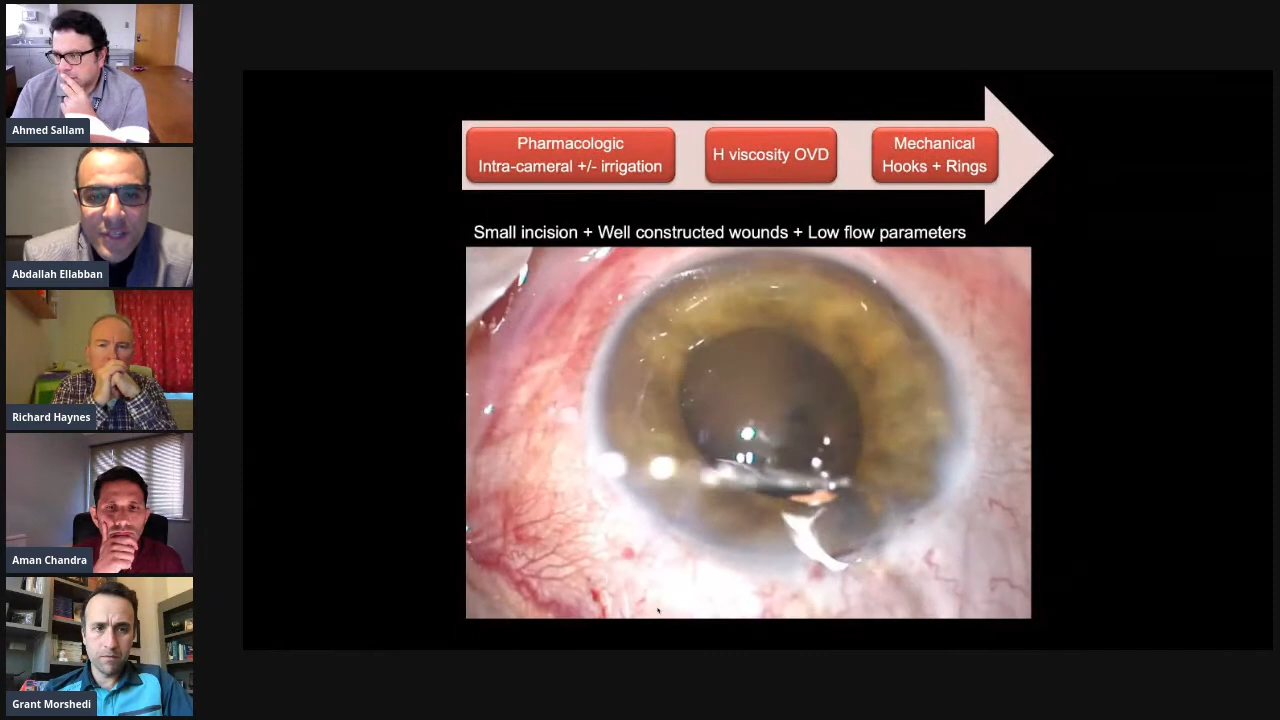 Ahmed Sallam
Abdallah Ellabban
Richard Haynes
Aman Chandra
Grant Morshedi
Pharmacologic
Intra-cameral +/- irrigation
H viscosity OVD
Mechanical
Hooks + Rings
Small incision + Well constructed wounds + Low flow parameters